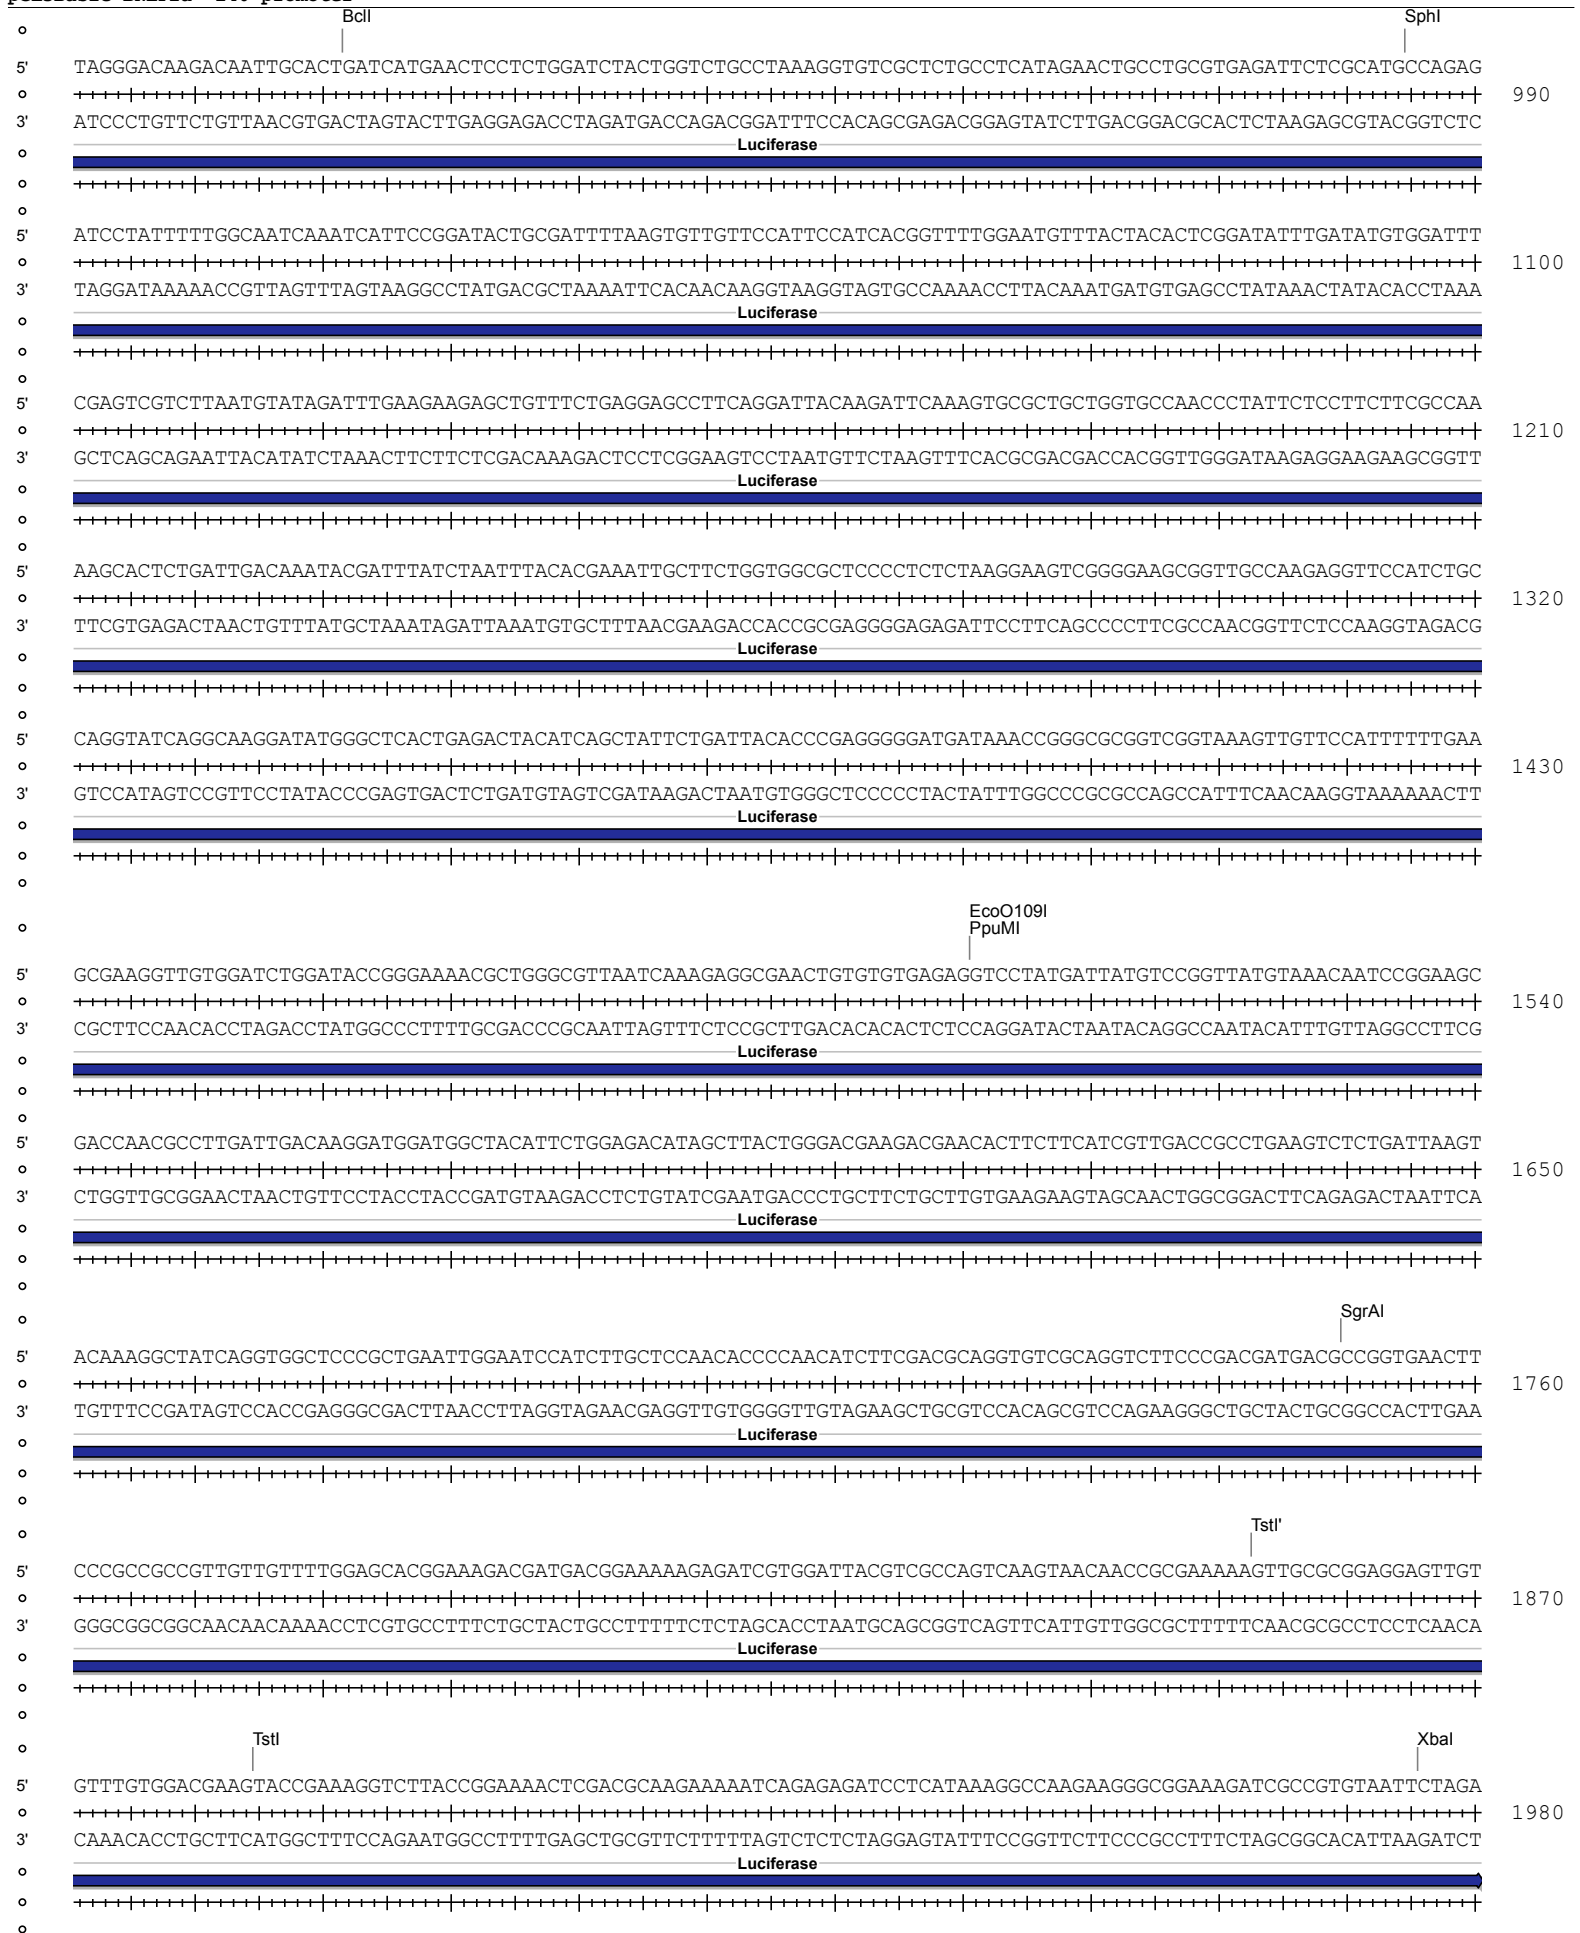 BclI SphI
5' TAGGGACAAGACAATTGCACTGATCATGAACTCCTCTGGATCTACTGGTCTGCCTAAAGGTGTCGCTCTGCCTCATAGAACTGCCTGCGTGAGATTCTCGCATGCCAGAG
990
3' ATCCCTGTTCTGTTAACGTGACTAGTACTTGAGGAGACCTAGATGACCAGACGGATTTCCACAGCGAGACGGAGTATCTTGACGGACGCACTCTAAGAGCGTACGGTCTC
Luciferase
5' ATCCTATTTTTGGCAATCAAATCATTCCGGATACTGCGATTTTAAGTGTTGTTCCATTCCATCACGGTTTTGGAATGTTTACTACACTCGGATATTTGATATGTGGATTT
1100
3' TAGGATAAAAACCGTTAGTTTAGTAAGGCCTATGACGCTAAAATTCACAACAAGGTAAGGTAGTGCCAAAACCTTACAAATGATGTGAGCCTATAAACTATACACCTAAA
Luciferase
5' CGAGTCGTCTTAATGTATAGATTTGAAGAAGAGCTGTTTCTGAGGAGCCTTCAGGATTACAAGATTCAAAGTGCGCTGCTGGTGCCAACCCTATTCTCCTTCTTCGCCAA
1210
3' GCTCAGCAGAATTACATATCTAAACTTCTTCTCGACAAAGACTCCTCGGAAGTCCTAATGTTCTAAGTTTCACGCGACGACCACGGTTGGGATAAGAGGAAGAAGCGGTT
Luciferase
5' AAGCACTCTGATTGACAAATACGATTTATCTAATTTACACGAAATTGCTTCTGGTGGCGCTCCCCTCTCTAAGGAAGTCGGGGAAGCGGTTGCCAAGAGGTTCCATCTGC
1320
3' TTCGTGAGACTAACTGTTTATGCTAAATAGATTAAATGTGCTTTAACGAAGACCACCGCGAGGGGAGAGATTCCTTCAGCCCCTTCGCCAACGGTTCTCCAAGGTAGACG
Luciferase
5' CAGGTATCAGGCAAGGATATGGGCTCACTGAGACTACATCAGCTATTCTGATTACACCCGAGGGGGATGATAAACCGGGCGCGGTCGGTAAAGTTGTTCCATTTTTTGAA
1430
3' GTCCATAGTCCGTTCCTATACCCGAGTGACTCTGATGTAGTCGATAAGACTAATGTGGGCTCCCCCTACTATTTGGCCCGCGCCAGCCATTTCAACAAGGTAAAAAACTT
Luciferase
EcoO109I
PpuMI
5' GCGAAGGTTGTGGATCTGGATACCGGGAAAACGCTGGGCGTTAATCAAAGAGGCGAACTGTGTGTGAGAGGTCCTATGATTATGTCCGGTTATGTAAACAATCCGGAAGC
1540
3' CGCTTCCAACACCTAGACCTATGGCCCTTTTGCGACCCGCAATTAGTTTCTCCGCTTGACACACACTCTCCAGGATACTAATACAGGCCAATACATTTGTTAGGCCTTCG
Luciferase
5' GACCAACGCCTTGATTGACAAGGATGGATGGCTACATTCTGGAGACATAGCTTACTGGGACGAAGACGAACACTTCTTCATCGTTGACCGCCTGAAGTCTCTGATTAAGT
1650
3' CTGGTTGCGGAACTAACTGTTCCTACCTACCGATGTAAGACCTCTGTATCGAATGACCCTGCTTCTGCTTGTGAAGAAGTAGCAACTGGCGGACTTCAGAGACTAATTCA
Luciferase
SgrAI
5' ACAAAGGCTATCAGGTGGCTCCCGCTGAATTGGAATCCATCTTGCTCCAACACCCCAACATCTTCGACGCAGGTGTCGCAGGTCTTCCCGACGATGACGCCGGTGAACTT
1760
3' TGTTTCCGATAGTCCACCGAGGGCGACTTAACCTTAGGTAGAACGAGGTTGTGGGGTTGTAGAAGCTGCGTCCACAGCGTCCAGAAGGGCTGCTACTGCGGCCACTTGAA
Luciferase
TstI'
5' CCCGCCGCCGTTGTTGTTTTGGAGCACGGAAAGACGATGACGGAAAAAGAGATCGTGGATTACGTCGCCAGTCAAGTAACAACCGCGAAAAAGTTGCGCGGAGGAGTTGT
1870
3' GGGCGGCGGCAACAACAAAACCTCGTGCCTTTCTGCTACTGCCTTTTTCTCTAGCACCTAATGCAGCGGTCAGTTCATTGTTGGCGCTTTTTCAACGCGCCTCCTCAACA
Luciferase
TstI XbaI
5' GTTTGTGGACGAAGTACCGAAAGGTCTTACCGGAAAACTCGACGCAAGAAAAATCAGAGAGATCCTCATAAAGGCCAAGAAGGGCGGAAAGATCGCCGTGTAATTCTAGA
1980
3' CAAACACCTGCTTCATGGCTTTCCAGAATGGCCTTTTGAGCTGCGTTCTTTTTAGTCTCTCTAGGAGTATTTCCGGTTCTTCCCGCCTTTCTAGCGGCACATTAAGATCT
Luciferase